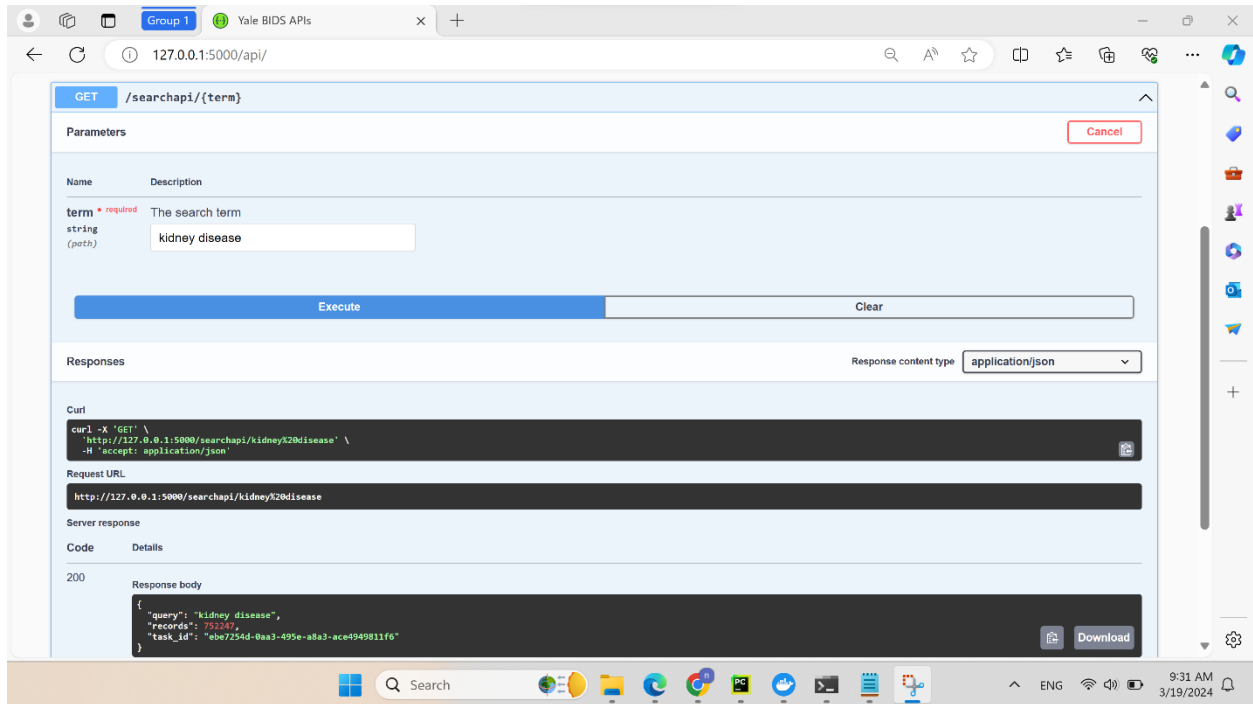 Group 1
Yale BIDS APIs
127.0.0.1:5000/api/
GET /searchapi/{term}
Parameters
Cancel
Name Description
term * required The search term
string
(path)
kidney disease
Execute Clear
Responses Response content type application/json
Curl
curl -X 'GET' \
'http://127.0.0.1:5000/searchapi/kidney%20disease' \
-H 'accept: application/json'
Request URL
http://127.0.0.1:5000/searchapi/kidney%20disease
Server response
Code Details
200
Response body
{
"query": "kidney disease",
"records": 752247,
"task_id": "ebe7254d-0aa3-495e-a8a3-ace4949811f6"
}
Download
Search
PC
ENG
9:31 AM
3/19/2024